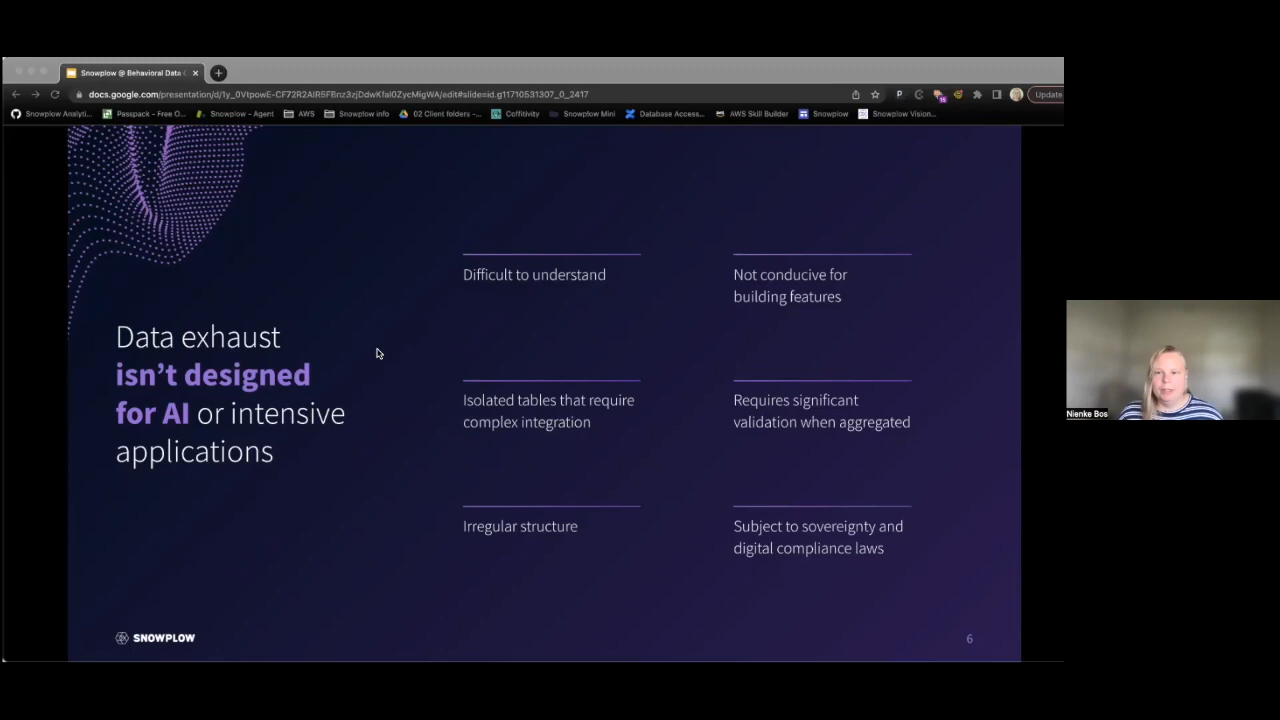 Snowplow @ Behavioral Data
docs.google.com/presentation/d/1y_0VtpowE-CF72R2AIR5FBnz3zjDdwKfal0ZycMigWA/edit#slide=id.g11710531307_0_2417
Update
Snowplow Analyti...
Passpack - Free O...
Snowplow - Agent
AWS
Snowplow info
02 Client folders -...
Coffitivity
Snowplow Mini
Database Access...
AWS Skill Builder
Snowplow
Snowplow Vision...
Data exhaust
isn’t designed
for AI or intensive
applications
Difficult to understand
Not conducive for
building features
Isolated tables that require
complex integration
Requires significant
validation when aggregated
Irregular structure
Subject to sovereignty and
digital compliance laws
SNOWPLOW
6
Nienke Bos